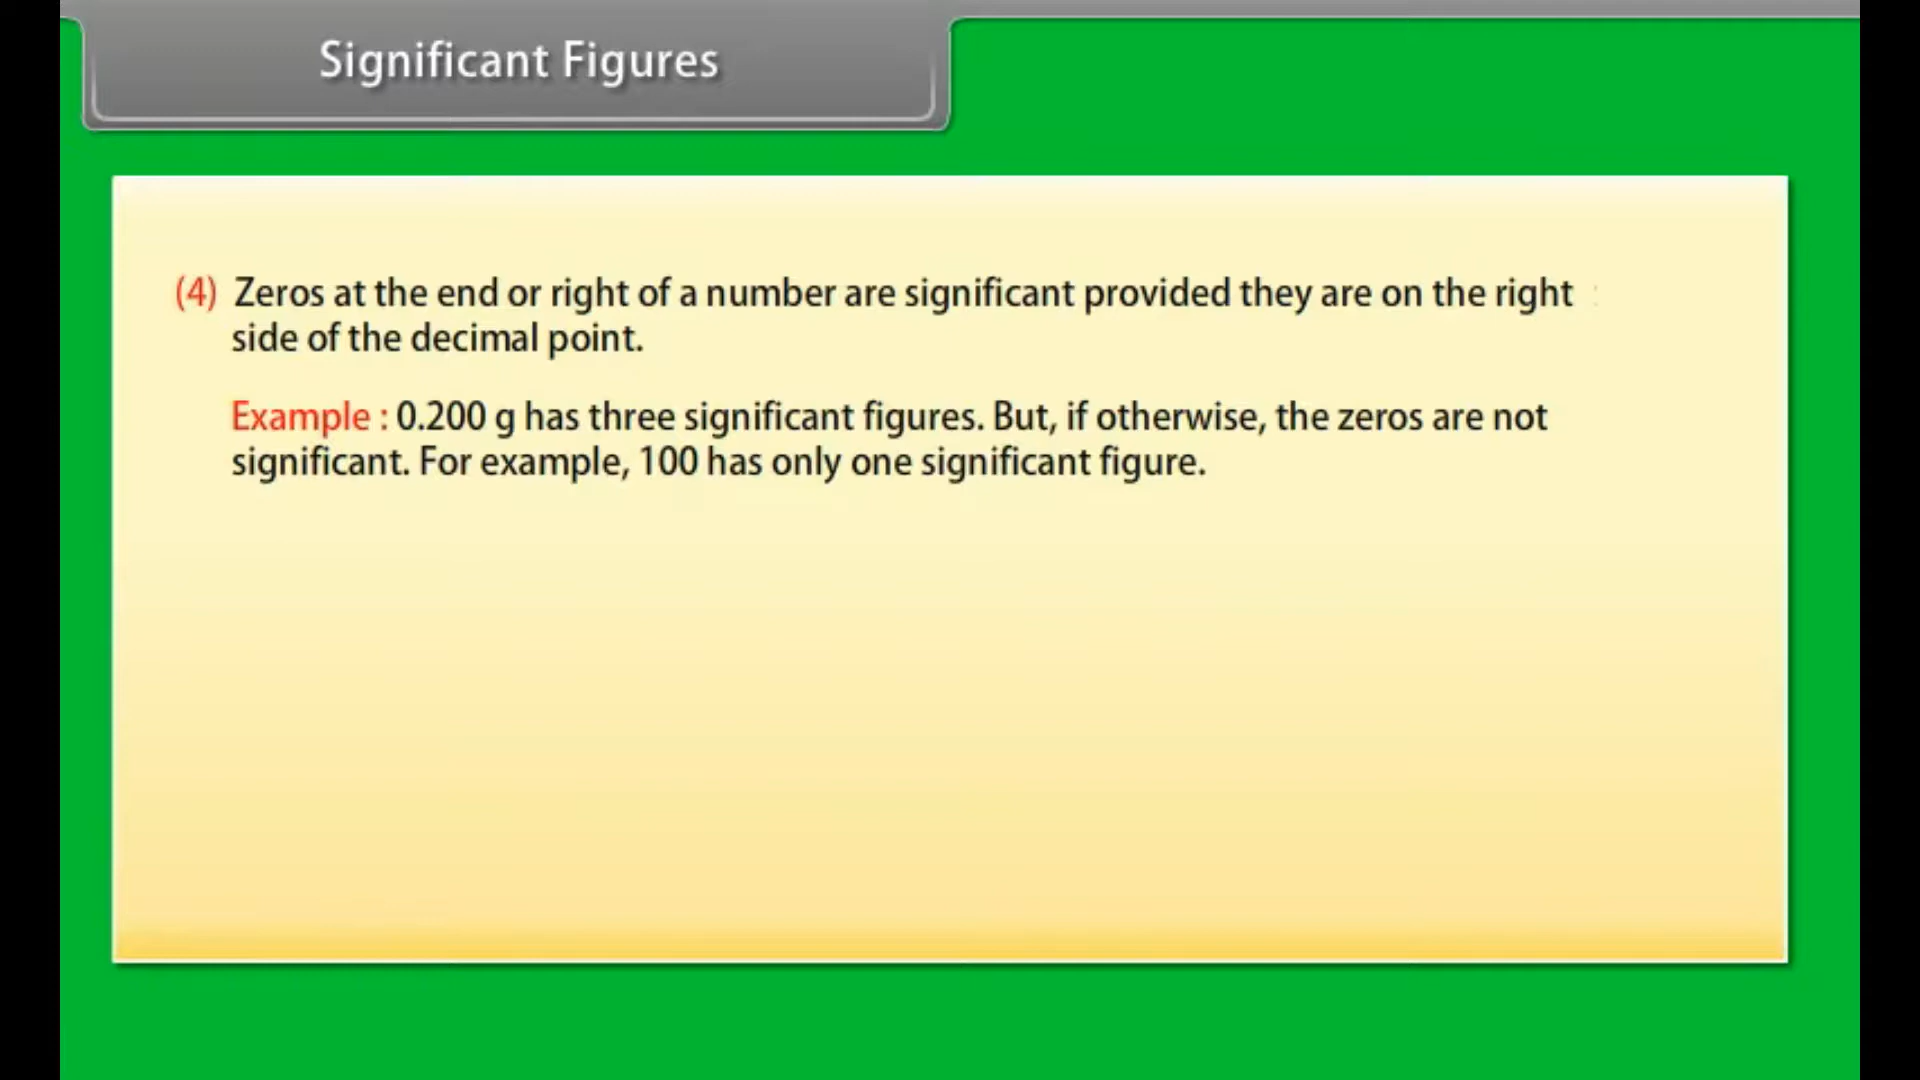 Significant Figures
(4) Zeros at the end or right of a number are significant provided they are on the right
side of the decimal point.
Example : 0.200 g has three significant figures. But, if otherwise, the zeros are not
significant. For example, 100 has only one significant figure.